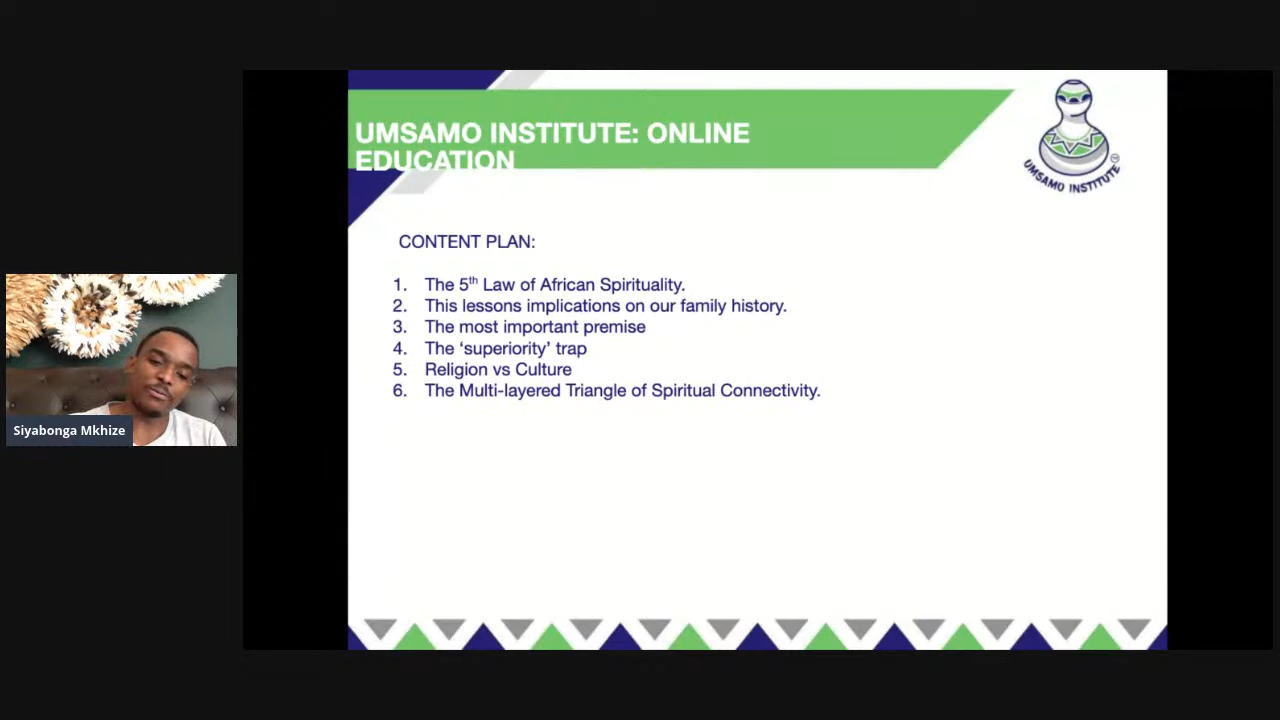 UMSAMO INSTITUTE: ONLINE
EDUCATION
UMSAMO INSTITUTE
CONTENT PLAN:
1. The 5th Law of African Spirituality.
2. This lessons implications on our family history.
3. The most important premise
4. The ‘superiority’ trap
5. Religion vs Culture
6. The Multi-layered Triangle of Spiritual Connectivity.
Siyabonga Mkhize